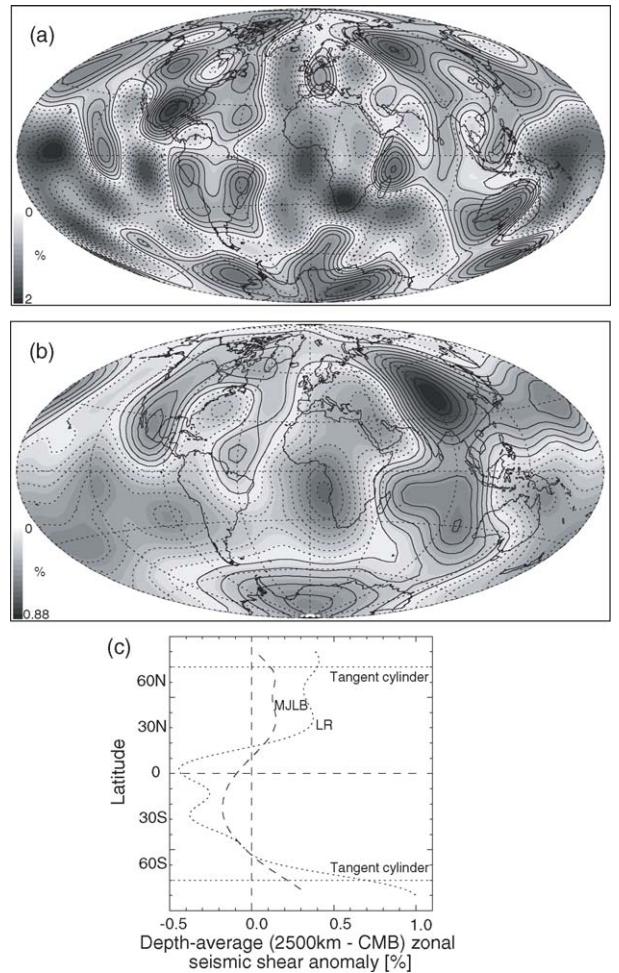 (a)
0
%
2
(b)
0
%
0.88
(c)
60N
Tangent cylinder
MJLB
30N
LR
Latitude
0
30S
60S
Tangent cylinder
-0.5 0.0 0.5 1.0
Depth-average (2500km - CMB) zonal
seismic shear anomaly [%]